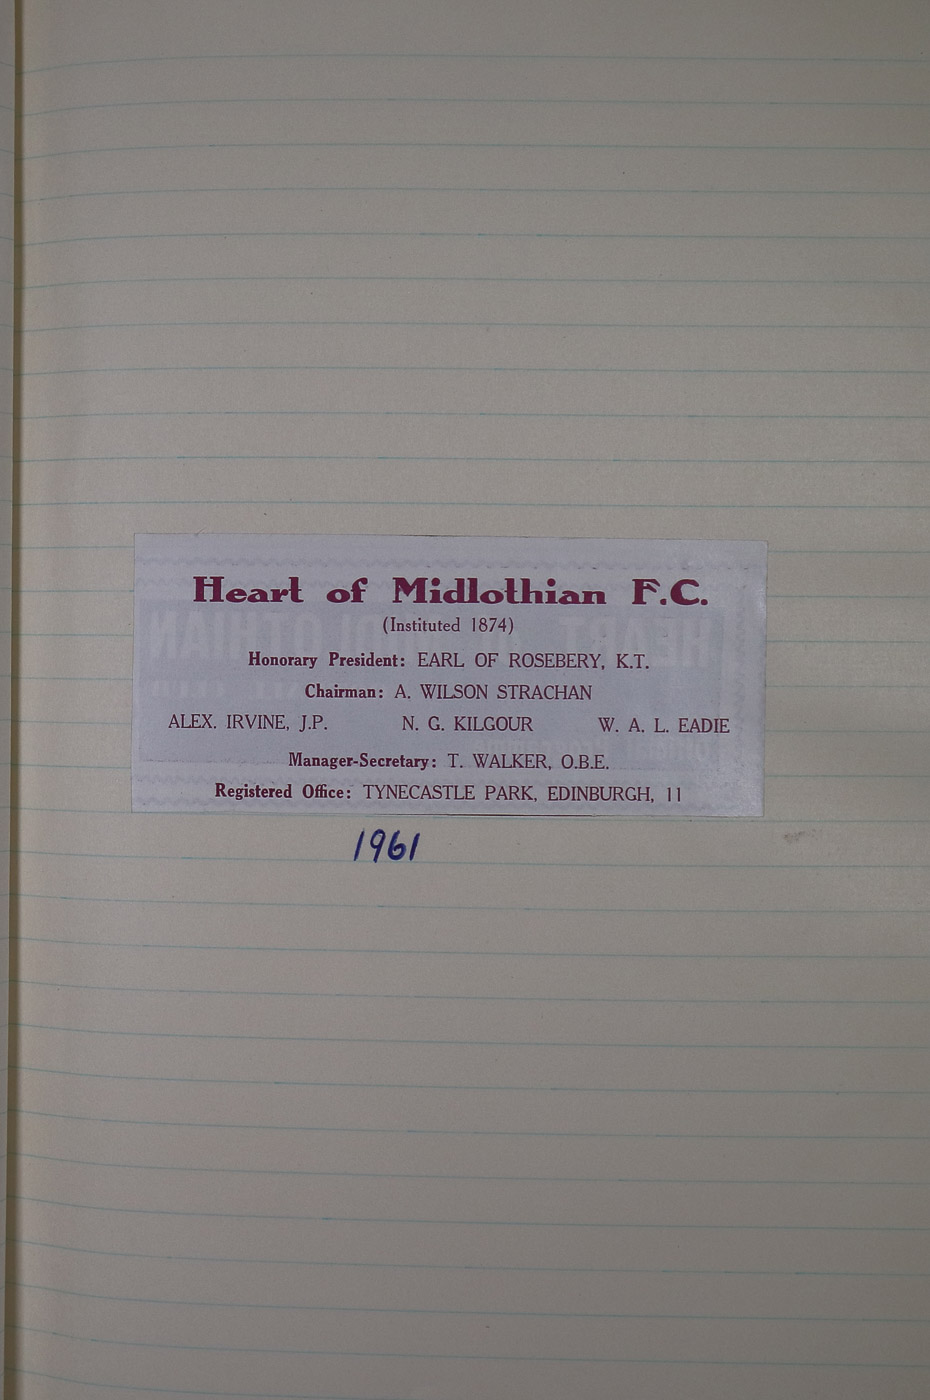 Heart of Midlothian F.C.
(Instituted 1874)
Honorary President: EARL OF ROSEBERY, K.T.
Chairman: A. WILSON STRACHAN
ALEX. IRVINE, J.P. N. G. KILGOUR W. A. L. EADIE
Manager-Secretary: T. WALKER, O.B.E.
Registered Office: TYNECASTLE PARK, EDINBURGH, 11
1961